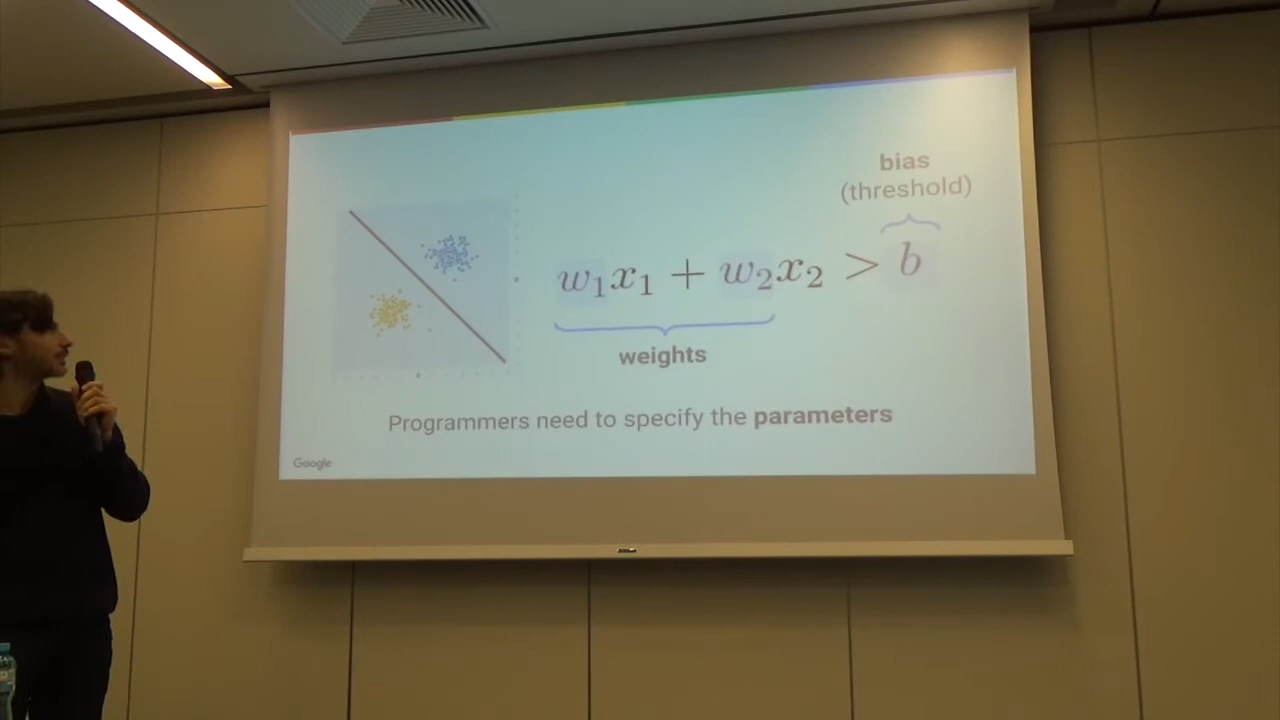 bias
(threshold)
w₁x₁ + w₂x₂ > b
weights
Programmers need to specify the parameters
Google